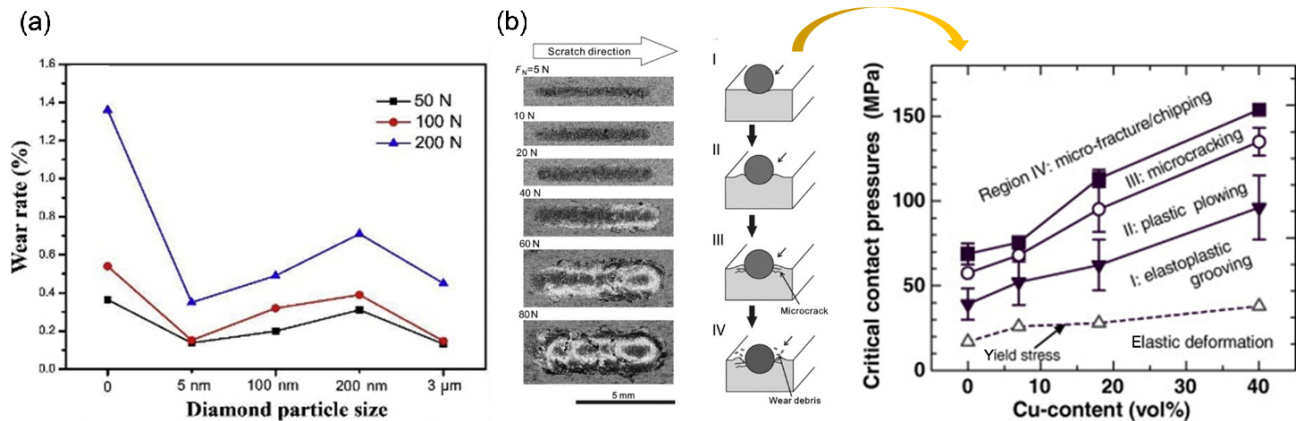 (a)
1.6
1.4
1.2
1.0
0.8
0.6
0.4
0.2
0.0
Wear rate (%)
50 N
100 N
200 N
0
5 nm
100 nm
200 nm
3 µm
Diamond particle size
(b)
Scratch direction
FN=5 N
10 N
20 N
40 N
60 N
80 N
5 mm
I
II
III
Microcrack
IV
Wear debris
Critical contact pressures (MPa)
150
100
50
0
Region IV: micro-fracture/chipping
III: microcracking
II: plastic plowing
I: elastoplastic
grooving
Yield stress
Elastic deformation
0
10
20
30
40
Cu-content (vol%)